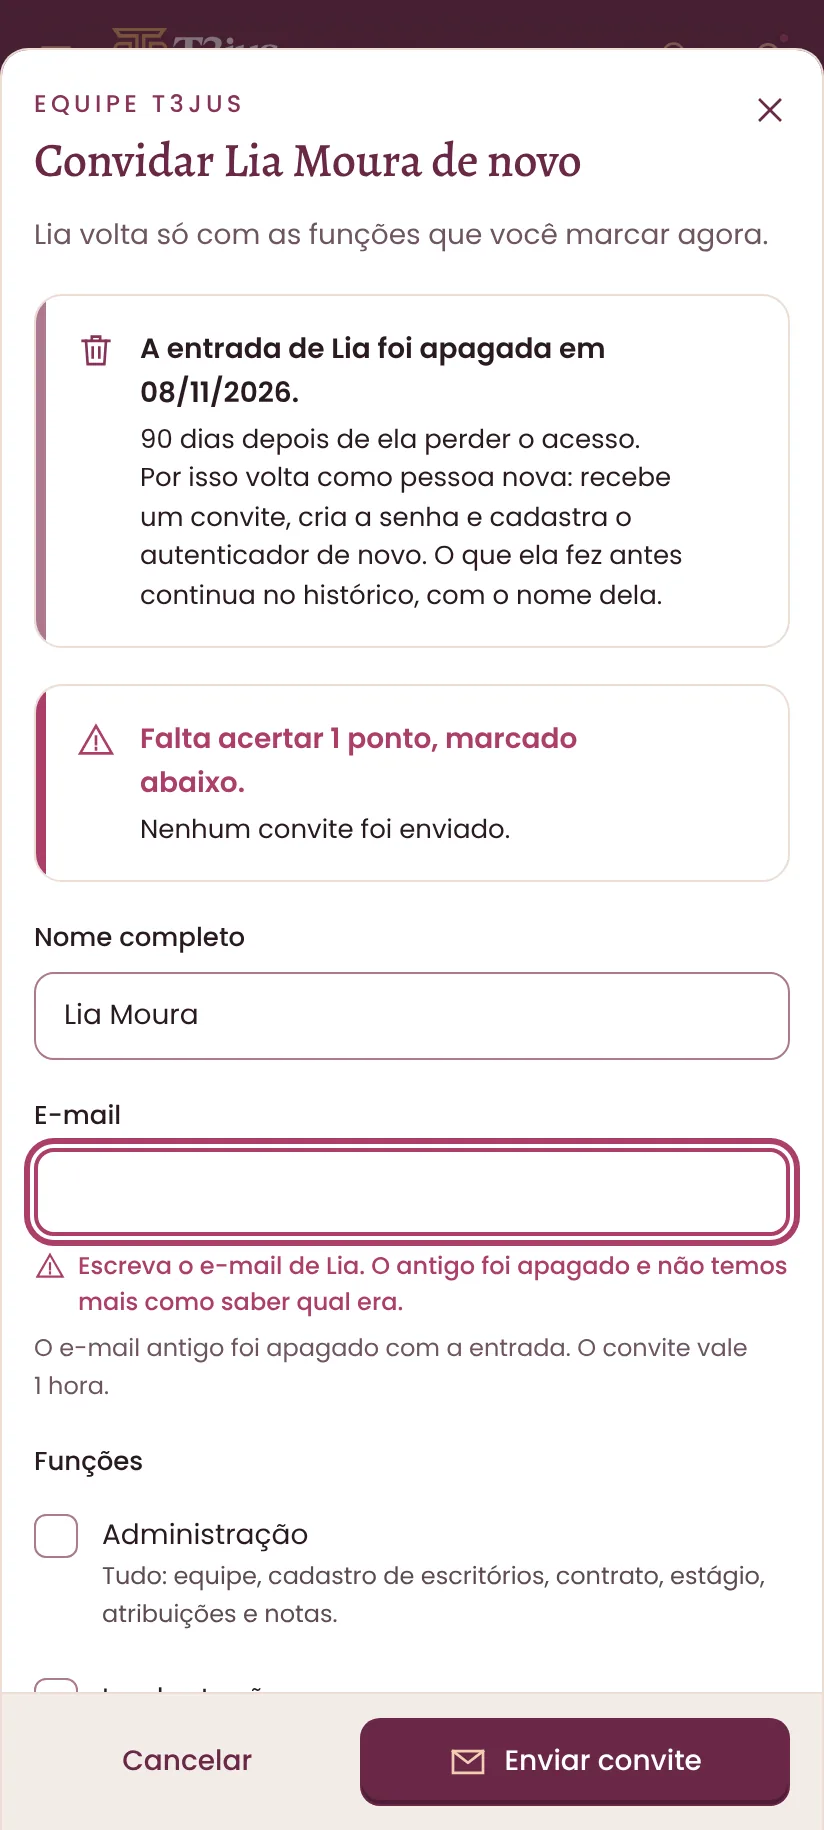 EQUIPE T3JUS
Convidar Lia Moura de novo
Lia volta só com as funções que você marcar agora.
A entrada de Lia foi apagada em
08/11/2026.
90 dias depois de ela perder o acesso.
Por isso volta como pessoa nova: recebe
um convite, cria a senha e cadastra o
autenticador de novo. O que ela fez antes
continua no histórico, com o nome dela.
Falta acertar 1 ponto, marcado
abaixo.
Nenhum convite foi enviado.
Nome completo
Lia Moura
E-mail
Escreva o e-mail de Lia. O antigo foi apagado e não temos
mais como saber qual era.
O e-mail antigo foi apagado com a entrada. O convite vale
1 hora.
Funções
Administração
Tudo: equipe, cadastro de escritórios, contrato, estágio,
atribuições e notas.
Cancelar
Enviar convite